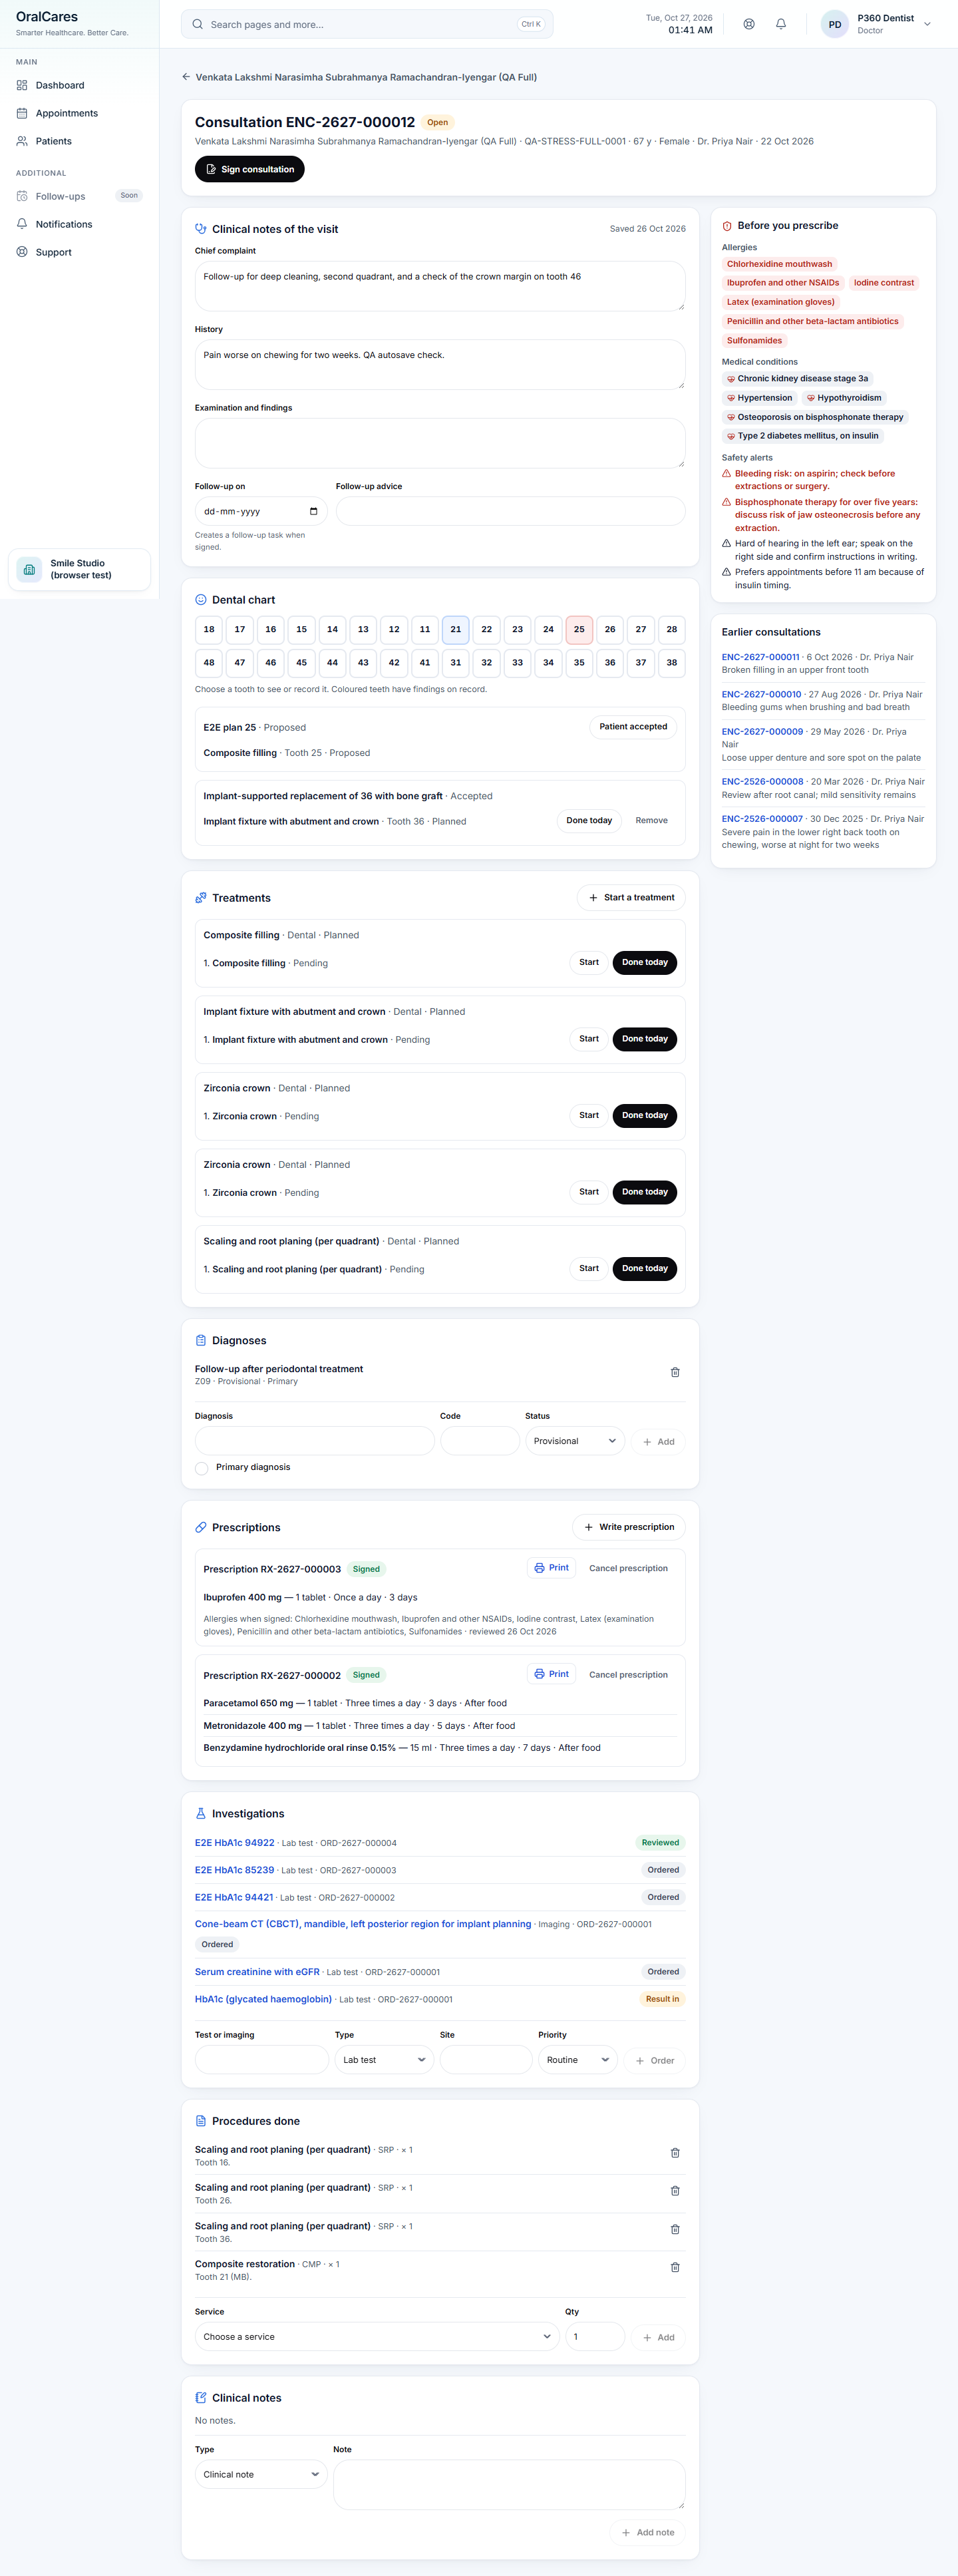 OralCares
Smarter Healthcare. Better Care.
MAIN
Dashboard
Appointments
Patients
ADDITIONAL
Follow-ups Soon
Notifications
Support
Smile Studio
(browser test)
Search pages and more... Ctrl K
Tue, Oct 27, 2026
01:41 AM
PD
P360 Dentist
Doctor
Venkata Lakshmi Narasimha Subrahmanya Ramachandran-Iyengar (QA Full)
Consultation ENC-2627-000012 Open
Venkata Lakshmi Narasimha Subrahmanya Ramachandran-Iyengar (QA Full) · QA-STRESS-FULL-0001 · 67 y · Female · Dr. Priya Nair · 22 Oct 2026
Sign consultation
Clinical notes of the visit Saved 26 Oct 2026
Chief complaint
Follow-up for deep cleaning, second quadrant, and a check of the crown margin on tooth 46
History
Pain worse on chewing for two weeks. QA autosave check.
Examination and findings
Follow-up on Follow-up advice
dd-mm-yyyy
Creates a follow-up task when
signed.
Dental chart
18 17 16 15 14 13 12 11 21 22 23 24 25 26 27 28
48 47 46 45 44 43 42 41 31 32 33 34 35 36 37 38
Choose a tooth to see or record it. Coloured teeth have findings on record.
E2E plan 25 · Proposed Patient accepted
Composite filling · Tooth 25 · Proposed
Implant-supported replacement of 36 with bone graft · Accepted
Implant fixture with abutment and crown · Tooth 36 · Planned Done today Remove
Treatments + Start a treatment
Composite filling · Dental · Planned
1. Composite filling · Pending Start Done today
Implant fixture with abutment and crown · Dental · Planned
1. Implant fixture with abutment and crown · Pending Start Done today
Zirconia crown · Dental · Planned
1. Zirconia crown · Pending Start Done today
Zirconia crown · Dental · Planned
1. Zirconia crown · Pending Start Done today
Scaling and root planing (per quadrant) · Dental · Planned
1. Scaling and root planing (per quadrant) · Pending Start Done today
Diagnoses
Follow-up after periodontal treatment
Z09 · Provisional · Primary
Diagnosis Code Status
Provisional + Add
Primary diagnosis
Prescriptions + Write prescription
Prescription RX-2627-000003 Signed Print Cancel prescription
Ibuprofen 400 mg — 1 tablet · Once a day · 3 days
Allergies when signed: Chlorhexidine mouthwash, Ibuprofen and other NSAIDs, Iodine contrast, Latex (examination
gloves), Penicillin and other beta-lactam antibiotics, Sulfonamides · reviewed 26 Oct 2026
Prescription RX-2627-000002 Signed Print Cancel prescription
Paracetamol 650 mg — 1 tablet · Three times a day · 3 days · After food
Metronidazole 400 mg — 1 tablet · Three times a day · 5 days · After food
Benzydamine hydrochloride oral rinse 0.15% — 15 ml · Three times a day · 7 days · After food
Investigations
E2E HbA1c 94922 · Lab test · ORD-2627-000004 Reviewed
E2E HbA1c 85239 · Lab test · ORD-2627-000003 Ordered
E2E HbA1c 94421 · Lab test · ORD-2627-000002 Ordered
Cone-beam CT (CBCT), mandible, left posterior region for implant planning · Imaging · ORD-2627-000001
Ordered
Serum creatinine with eGFR · Lab test · ORD-2627-000001 Ordered
HbA1c (glycated haemoglobin) · Lab test · ORD-2627-000001 Result in
Test or imaging Type Site Priority
Lab test Routine + Order
Procedures done
Scaling and root planing (per quadrant) · SRP · × 1
Tooth 16.
Scaling and root planing (per quadrant) · SRP · × 1
Tooth 26.
Scaling and root planing (per quadrant) · SRP · × 1
Tooth 36.
Composite restoration · CMP · × 1
Tooth 21 (MB).
Service Qty
Choose a service 1 + Add
Clinical notes
No notes.
Type Note
Clinical note
+ Add note
Before you prescribe
Allergies
Chlorhexidine mouthwash
Ibuprofen and other NSAIDs Iodine contrast
Latex (examination gloves)
Penicillin and other beta-lactam antibiotics
Sulfonamides
Medical conditions
Chronic kidney disease stage 3a
Hypertension Hypothyroidism
Osteoporosis on bisphosphonate therapy
Type 2 diabetes mellitus, on insulin
Safety alerts
Bleeding risk: on aspirin; check before
extractions or surgery.
Bisphosphonate therapy for over five years:
discuss risk of jaw osteonecrosis before any
extraction.
Hard of hearing in the left ear; speak on the
right side and confirm instructions in writing.
Prefers appointments before 11 am because of
insulin timing.
Earlier consultations
ENC-2627-000011 · 6 Oct 2026 · Dr. Priya Nair
Broken filling in an upper front tooth
ENC-2627-000010 · 27 Aug 2026 · Dr. Priya Nair
Bleeding gums when brushing and bad breath
ENC-2627-000009 · 29 May 2026 · Dr. Priya
Nair
Loose upper denture and sore spot on the palate
ENC-2526-000008 · 20 Mar 2026 · Dr. Priya Nair
Review after root canal; mild sensitivity remains
ENC-2526-000007 · 30 Dec 2025 · Dr. Priya Nair
Severe pain in the lower right back tooth on
chewing, worse at night for two weeks